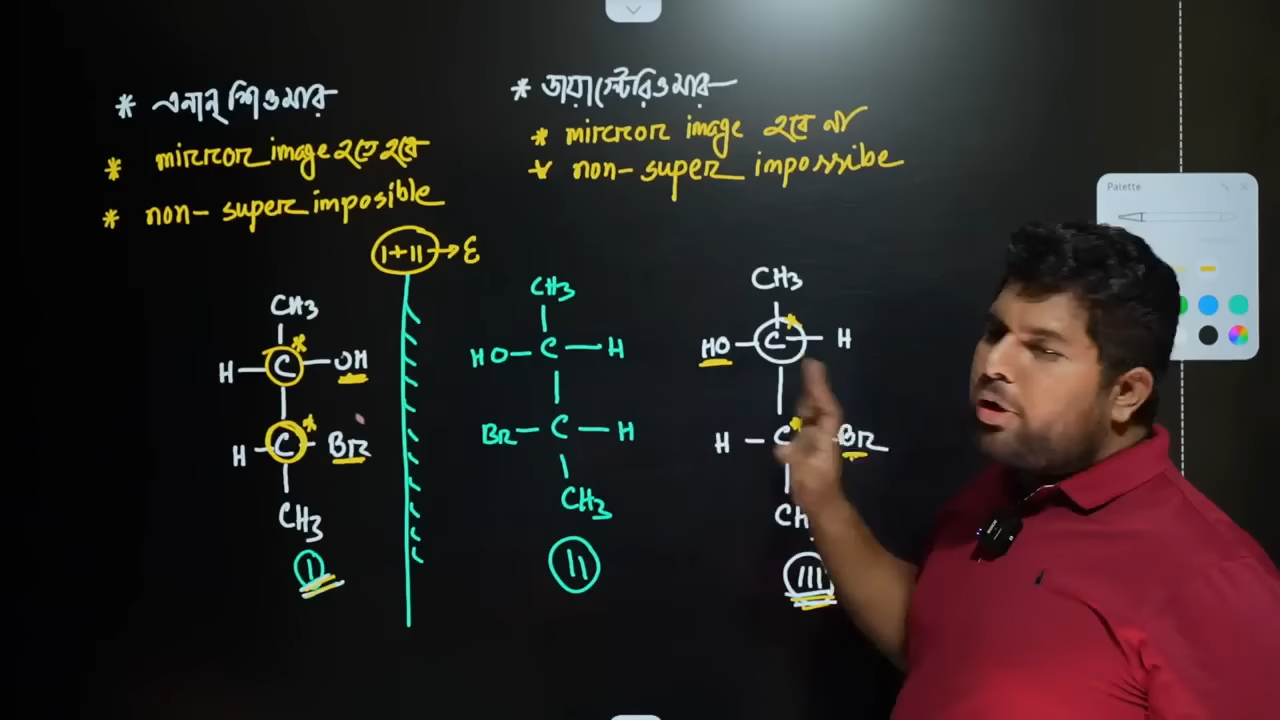 * এনানশিওমার
* mirror image হতে হবে
* non-super imposible
* ডায়াস্টেরিওমার
* mirror image হবে না
* non-super impossibe
Palette
I+II → E
CH3
H-C*-OH
H-C*-Br
CH3
I
CH3
HO-C-H
Br-C-H
CH3
II
CH3
HO-C*-H
H-C*-Br
CH
III